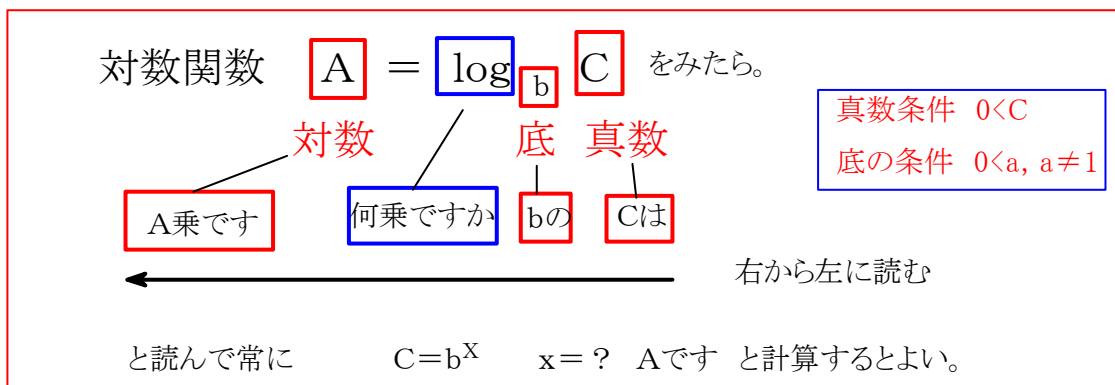 対数関数 A = log b C をみたら。
真数条件 0<C
底の条件 0<a, a≠1
対数 底 真数
A乗です 何乗ですか bの Cは
右から左に読む
と読んで常に C=b^X x=? Aです と計算するとよい。